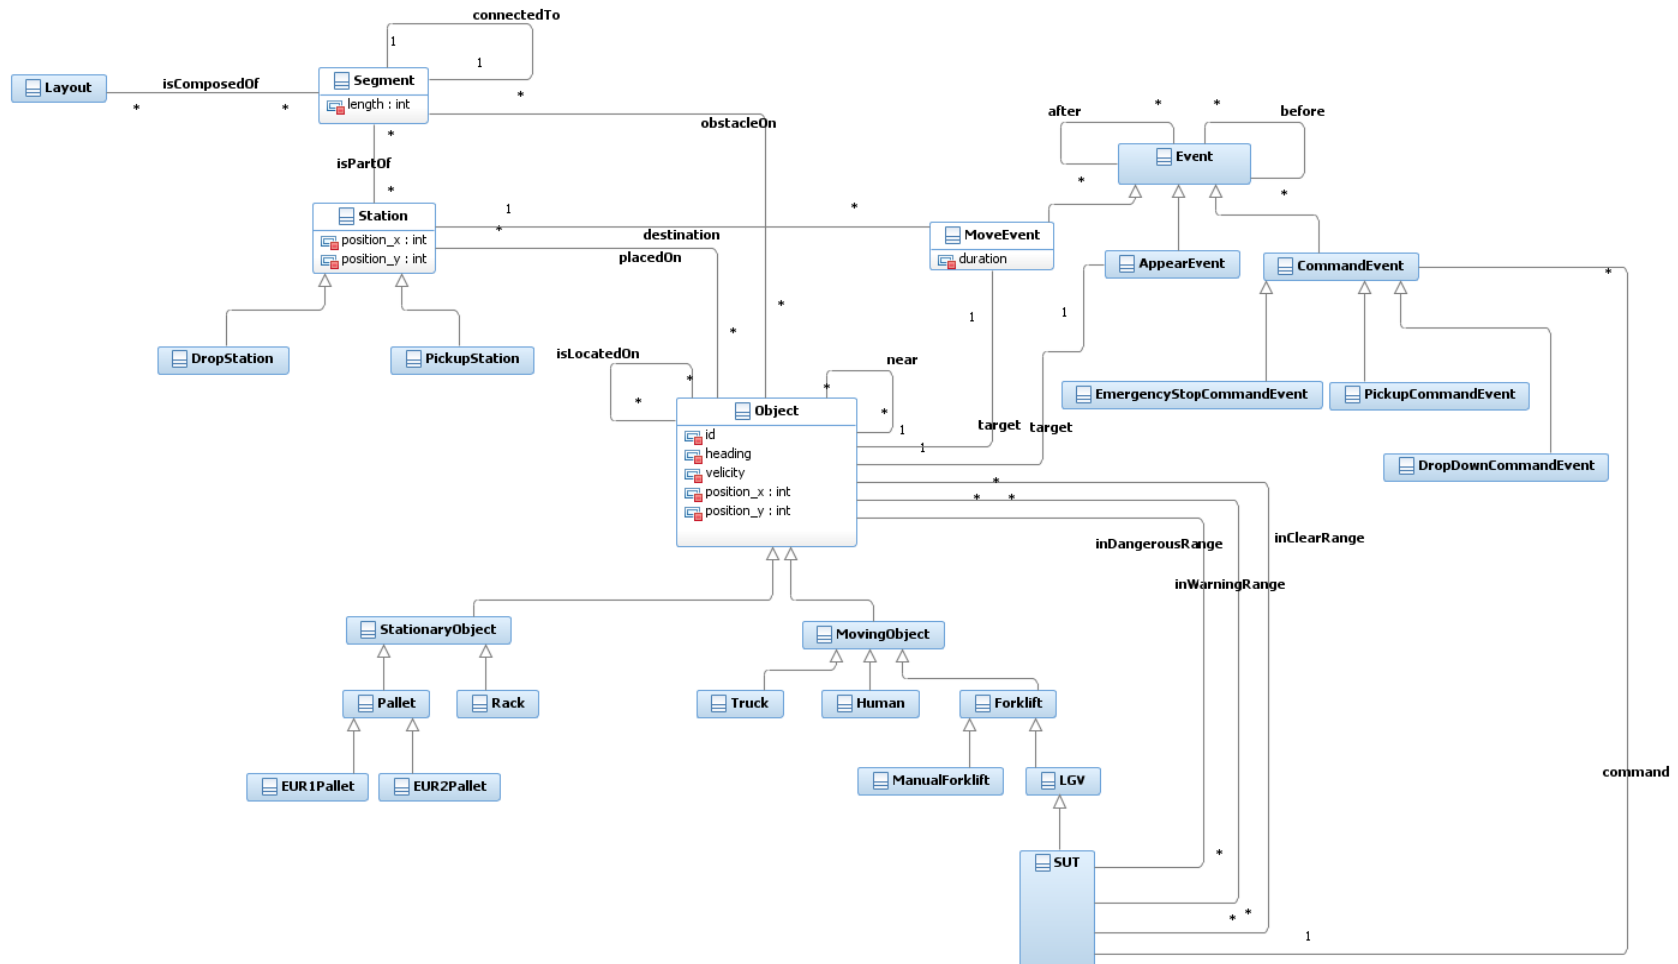 connectedTo
1
1
Segment
Layout
isComposedOf
*
*
*
length : int
obstacleOn
*
isPartOf
*
after
*
*
before
Event
*
*
Station
position_x : int
position_y : int
1
*
*
destination
placedOn
MoveEvent
duration
AppearEvent
CommandEvent
*
*
*
1
1
DropStation
PickupStation
isLocatedOn
*
*
near
*
*
1
1
target
target
EmergencyStopCommandEvent
PickupCommandEvent
DropDownCommandEvent
Object
id
heading
velicity
position_x : int
position_y : int
*
*
*
inDangerousRange
inClearRange
inWarningRange
StationaryObject
MovingObject
Pallet
Rack
Truck
Human
Forklift
EUR1Pallet
EUR2Pallet
ManualForklift
LGV
command
SUT
*
*
*
1